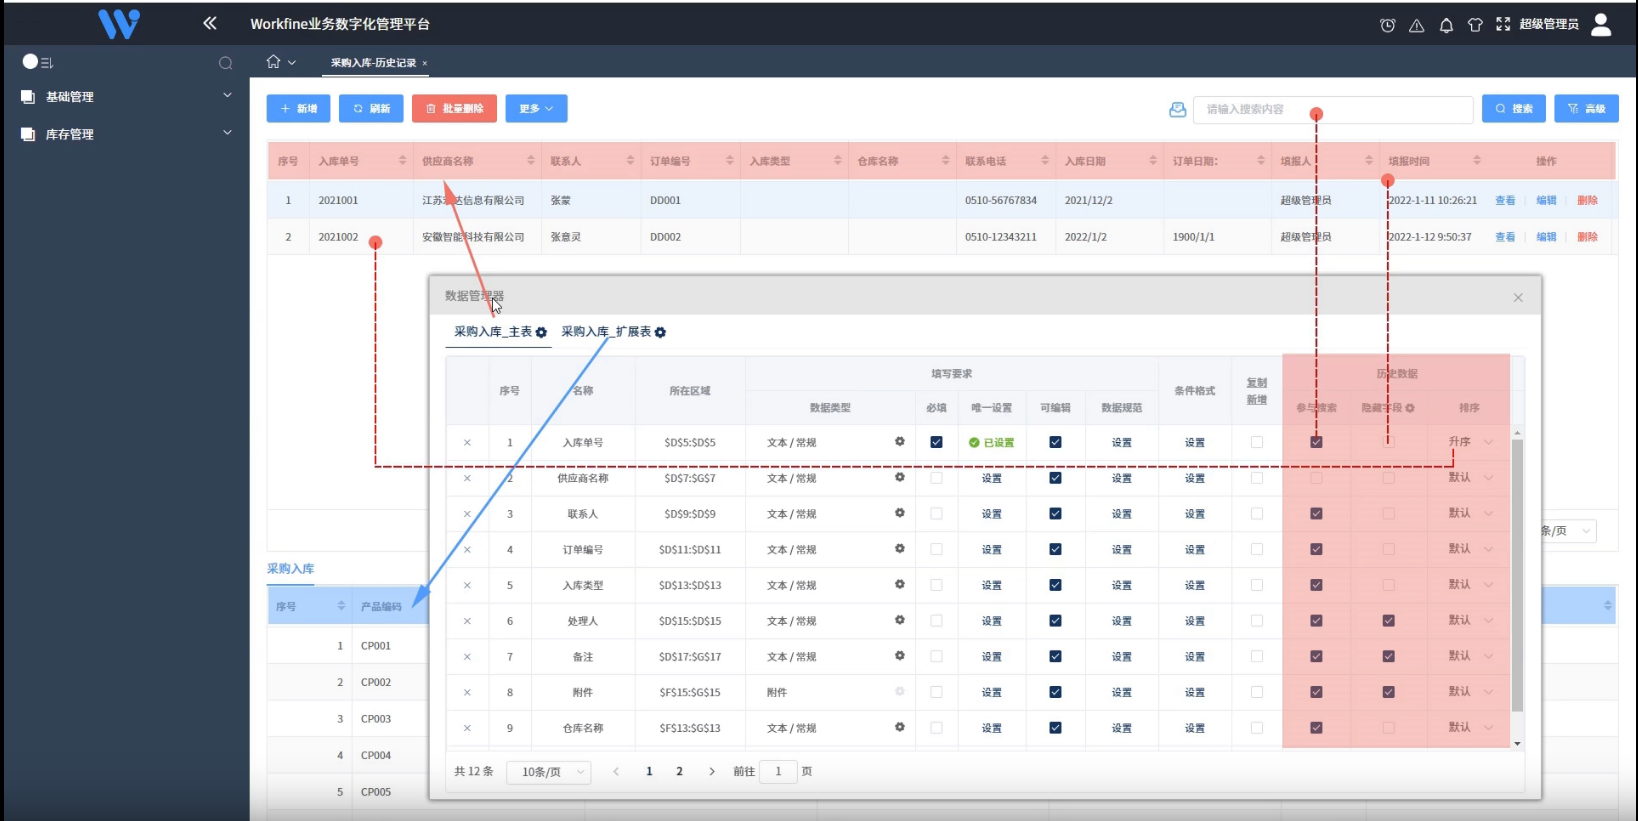 Workfine业务数字化管理平台
超级管理员
采购入库-历史记录 ×
基础管理
库存管理
+ 新增 刷新 批量删除 更多
请输入搜索内容 搜索 高级
序号 入库单号 供应商名称 联系人 订单编号 入库类型 仓库名称 联系电话 入库日期 订单日期: 填报人 填报时间 操作
1 2021001 江苏 达信息有限公司 张蒙 DD001 0510-56767834 2021/12/2 超级管理员 2022-1-11 10:26:21 查看 编辑 删除
2 2021002 安徽智能科技有限公司 张意灵 DD002 0510-12343211 2022/1/2 1900/1/1 超级管理员 2022-1-12 9:50:37 查看 编辑 删除
数据管理器 ×
采购入库_主表 采购入库_扩展表
填写要求 历史数据
序号 名称 所在区域 条件格式 复制新增
数据类型 必填 唯一设置 可编辑 数据规范 参与搜索 隐藏字段 排序
× 1 入库单号 $D$5:$D$5 文本 / 常规 已设置 设置 设置 升序
× 2 供应商名称 $D$7:$G$7 文本 / 常规 设置 设置 设置 默认
× 3 联系人 $D$9:$D$9 文本 / 常规 设置 设置 设置 默认
× 4 订单编号 $D$11:$D$11 文本 / 常规 设置 设置 设置 默认
× 5 入库类型 $D$13:$D$13 文本 / 常规 设置 设置 设置 默认
× 6 处理人 $D$15:$D$15 文本 / 常规 设置 设置 设置 默认
× 7 备注 $D$17:$G$17 文本 / 常规 设置 设置 设置 默认
× 8 附件 $F$15:$G$15 附件 设置 设置 设置 默认
× 9 仓库名称 $F$13:$G$13 文本 / 常规 设置 设置 设置 默认
共 12 条 10条/页 < 1 2 > 前往 1 页
条/页
采购入库
序号 产品编码
1 CP001
2 CP002
3 CP003
4 CP004
5 CP005